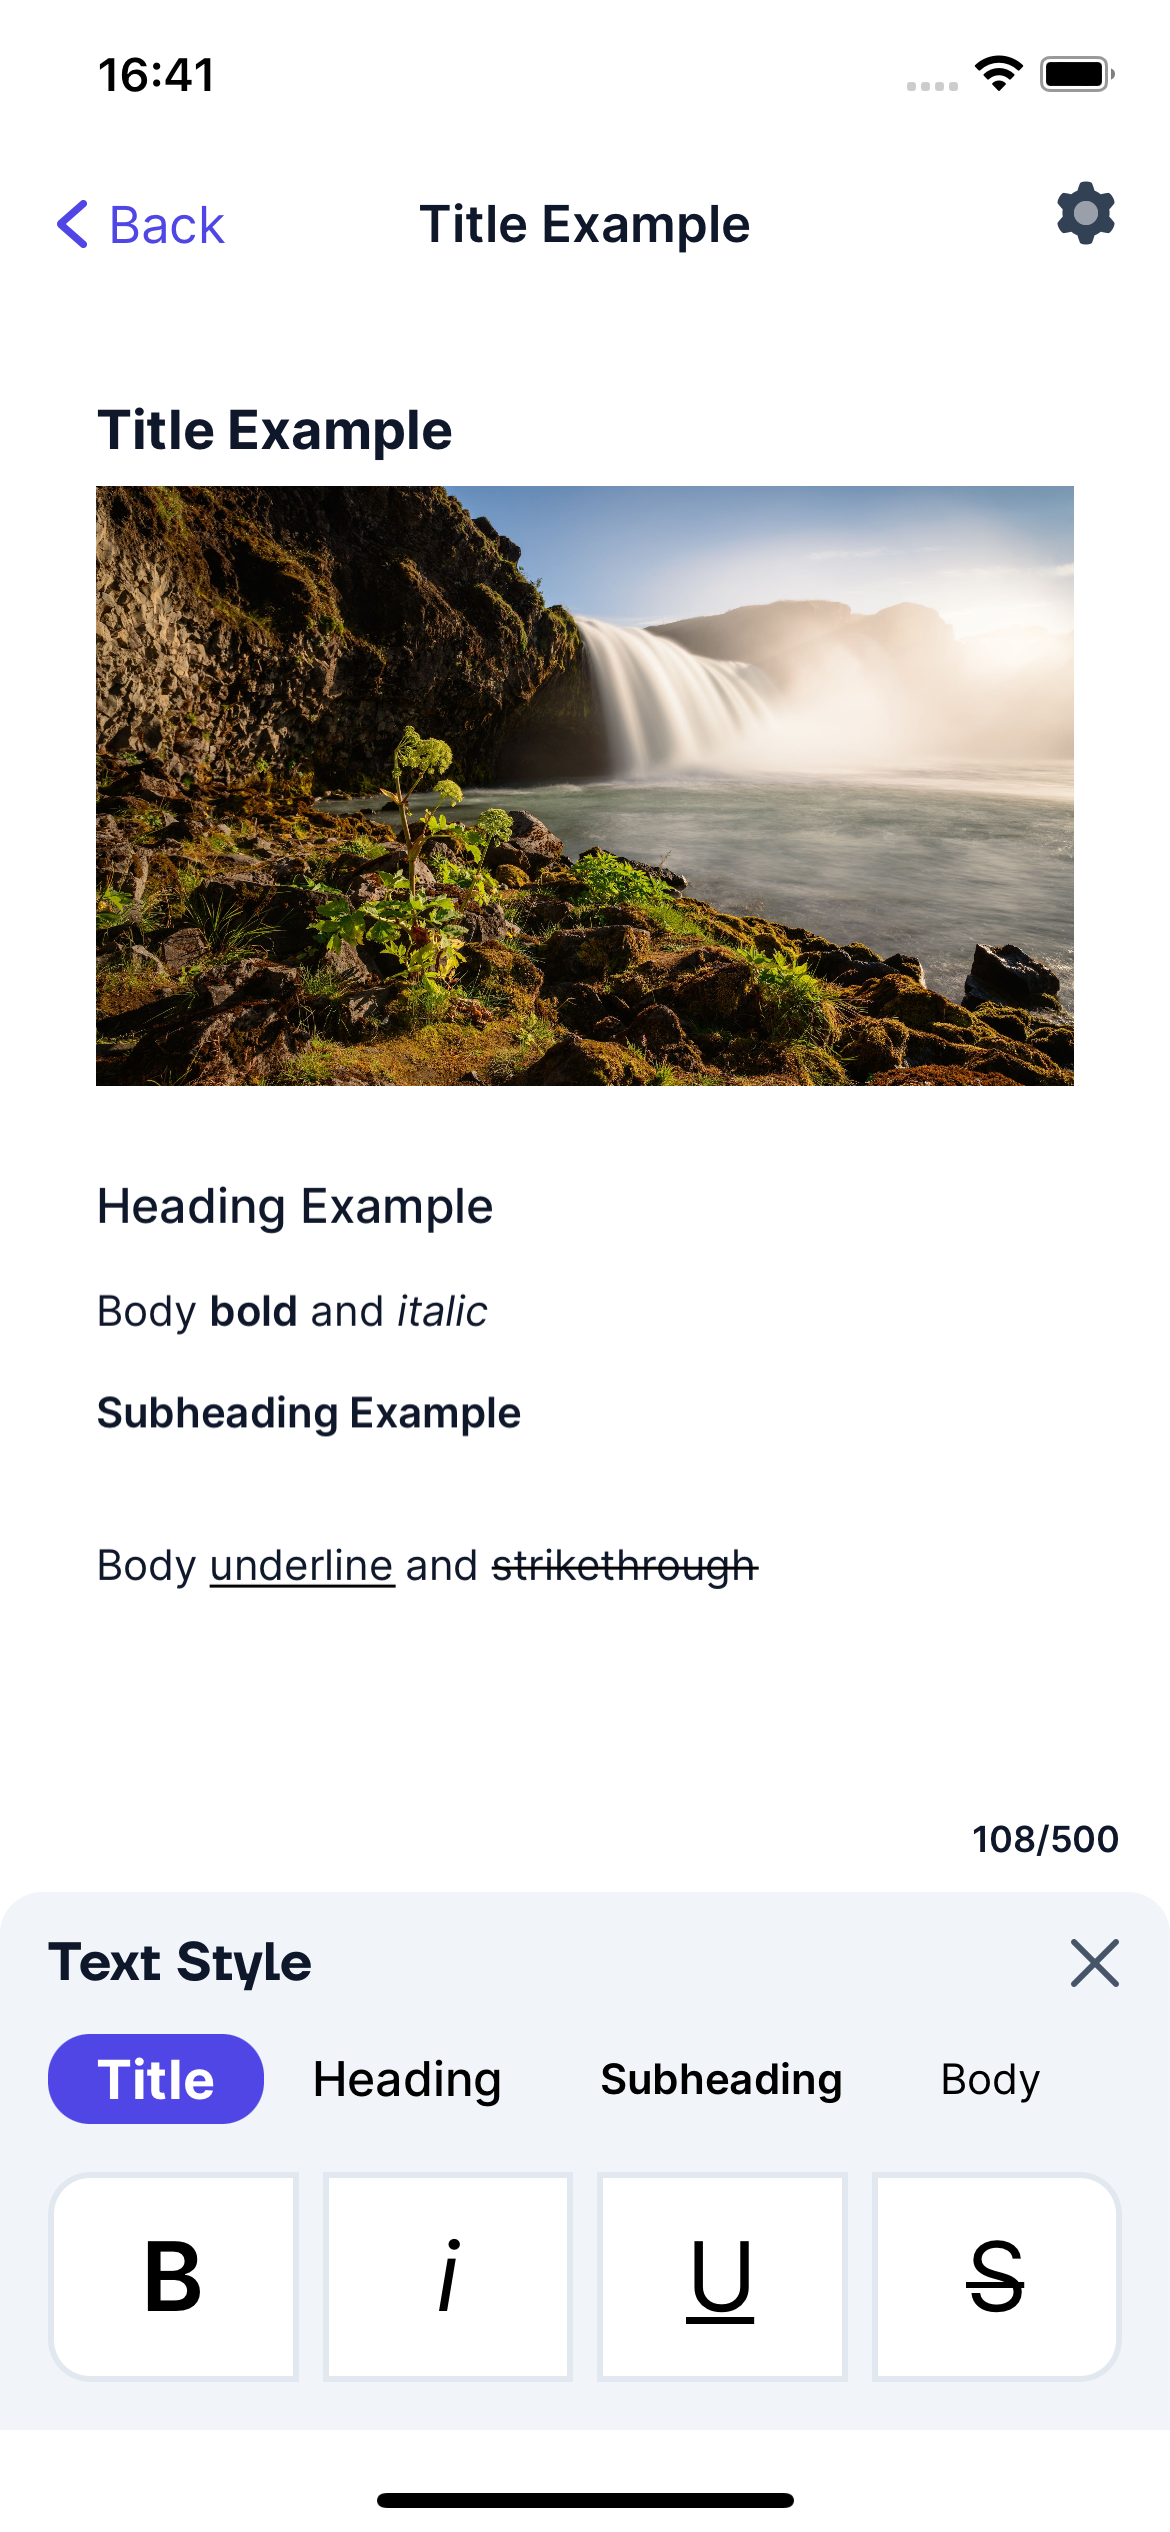 16:41
Back
Title Example
Title Example
Heading Example
Body bold and italic
Subheading Example
Body underline and strikethrough
108/500
Text Style
Title
Heading
Subheading
Body
B
i
U
S